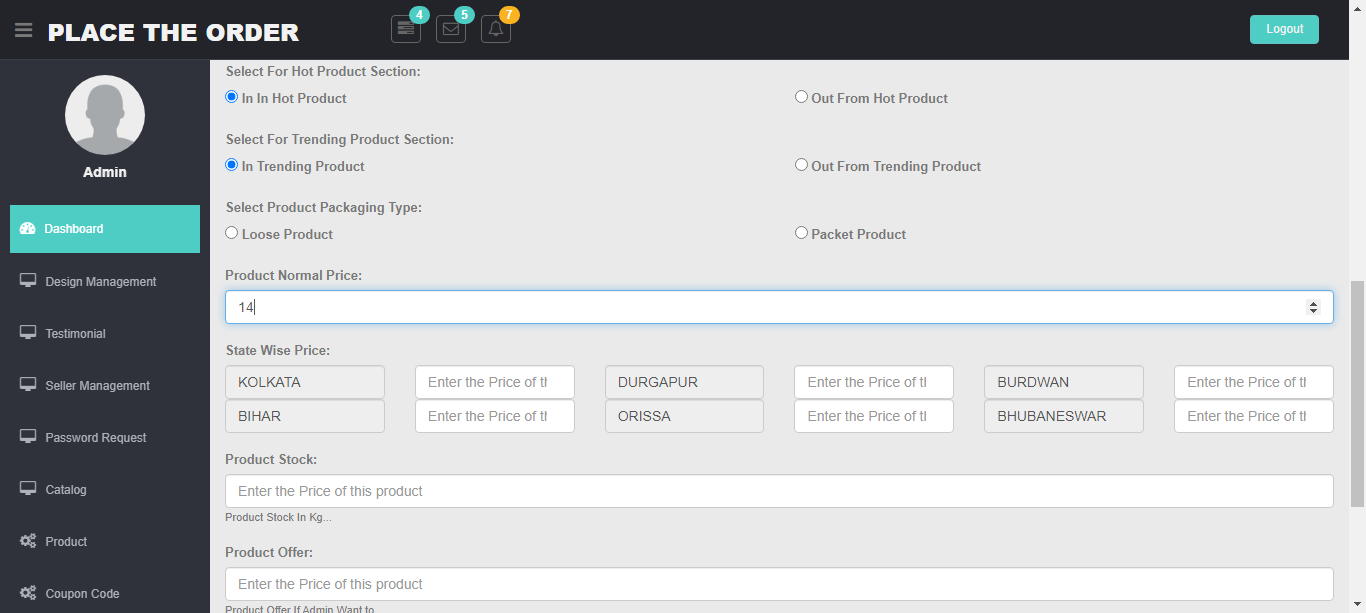 PLACE THE ORDER
4
5
7
Logout
Admin
Dashboard
Design Management
Testimonial
Seller Management
Password Request
Catalog
Product
Coupon Code
Select For Hot Product Section:
In In Hot Product
Out From Hot Product
Select For Trending Product Section:
In Trending Product
Out From Trending Product
Select Product Packaging Type:
Loose Product
Packet Product
Product Normal Price:
14
State Wise Price:
KOLKATA
Enter the Price of tl
DURGAPUR
Enter the Price of tl
BURDWAN
Enter the Price of tl
BIHAR
Enter the Price of tl
ORISSA
Enter the Price of tl
BHUBANESWAR
Enter the Price of tl
Product Stock:
Enter the Price of this product
Product Stock In Kg...
Product Offer:
Enter the Price of this product
Product Offer If Admin Want to